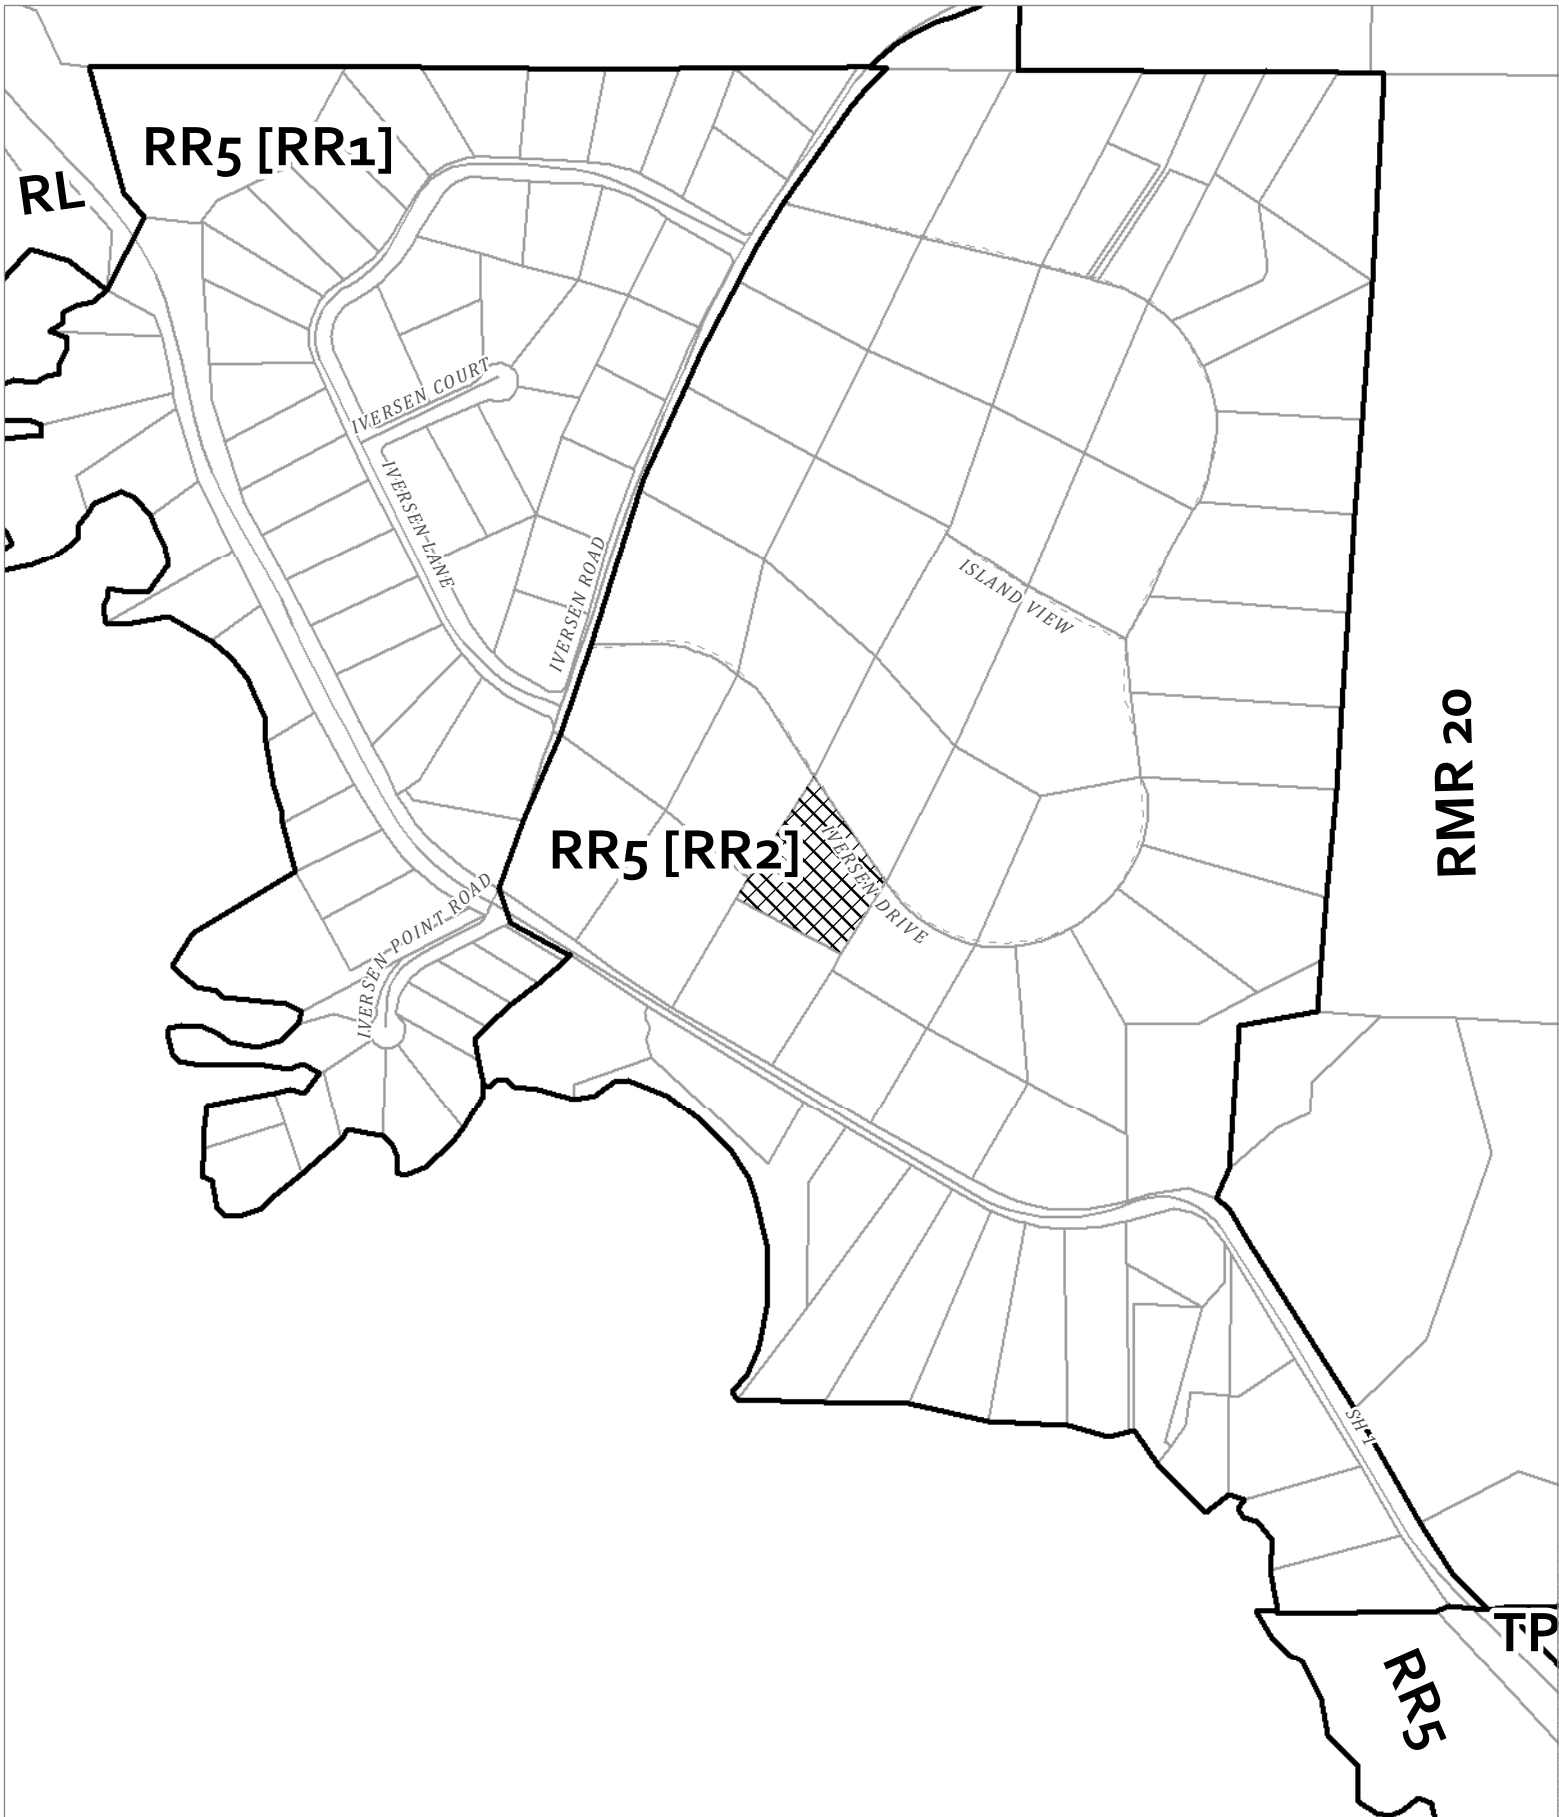 RR5 [RR1]
RL
IVERSEN COURT
IVERSEN LANE
IVERSEN ROAD
ISLAND VIEW
RMR 20
RR5 [RR2]
IVERSEN DRIVE
IVERSEN POINT ROAD
SH 1
TP
RR5